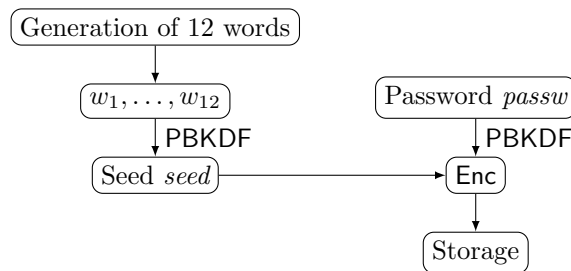 Generation of 12 words
w₁, . . . , w₁₂
Password passw
PBKDF
PBKDF
Seed seed
Enc
Storage